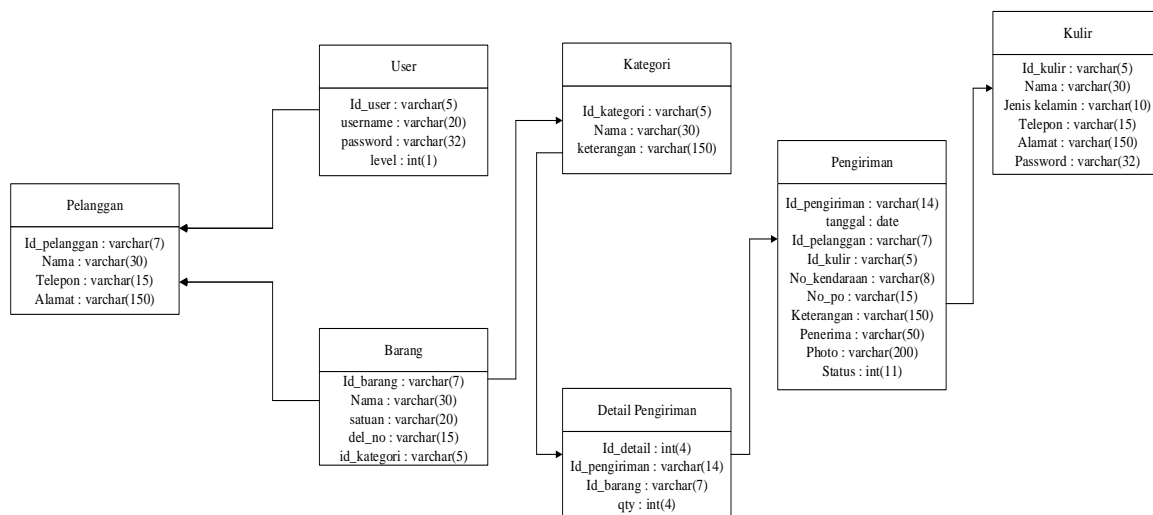 Pelanggan
Id_pelanggan : varchar(7)
Nama : varchar(30)
Telepon : varchar(15)
Alamat : varchar(150)
User
Id_user : varchar(5)
username : varchar(20)
password : varchar(32)
level : int(1)
Barang
Id_barang : varchar(7)
Nama : varchar(30)
satuan : varchar(20)
del_no : varchar(15)
id_kategori : varchar(5)
Kategori
Id_kategori : varchar(5)
Nama : varchar(30)
keterangan : varchar(150)
Detail Pengiriman
Id_detail : int(4)
Id_pengiriman : varchar(14)
Id_barang : varchar(7)
qty : int(4)
Pengiriman
Id_pengiriman : varchar(14)
tanggal : date
Id_pelanggan : varchar(7)
Id_kulir : varchar(5)
No_kendaraan : varchar(8)
No_po : varchar(15)
Keterangan : varchar(150)
Penerima : varchar(50)
Photo : varchar(200)
Status : int(11)
Kulir
Id_kulir : varchar(5)
Nama : varchar(30)
Jenis kelamin : varchar(10)
Telepon : varchar(15)
Alamat : varchar(150)
Password : varchar(32)